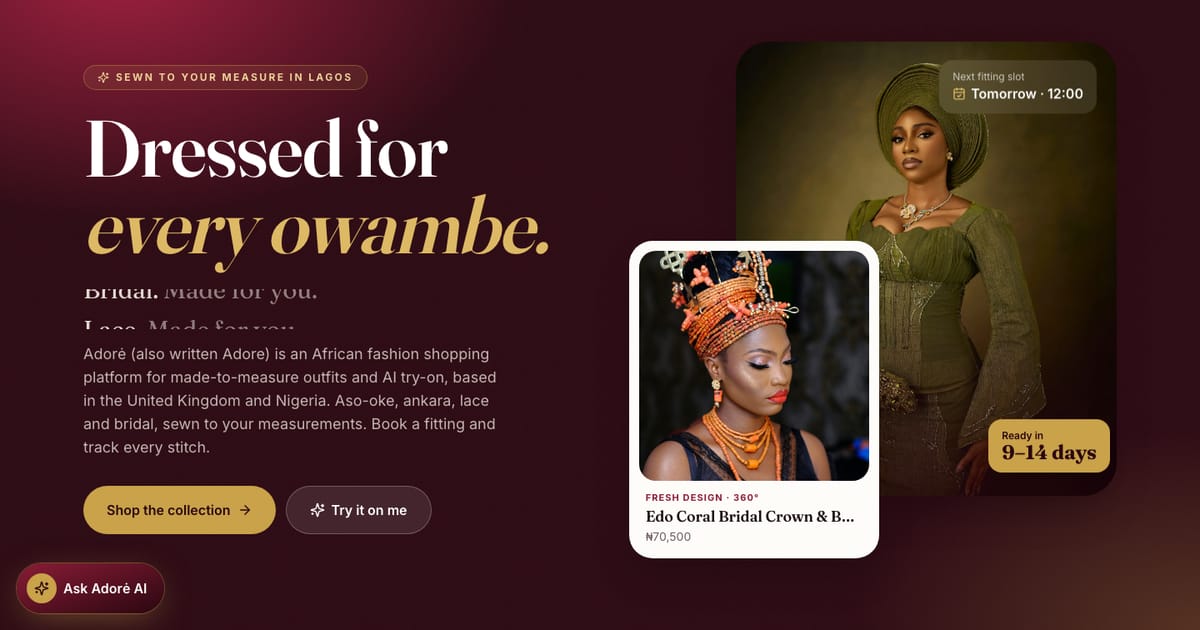 SEWN TO YOUR MEASURE IN LAGOS
Dressed for
every owambe.
Bridal. Made for you.
Lace. Made for you.
Adorė (also written Adore) is an African fashion shopping
platform for made-to-measure outfits and AI try-on, based
in the United Kingdom and Nigeria. Aso-oke, ankara, lace
and bridal, sewn to your measurements. Book a fitting and
track every stitch.
Shop the collection
Try it on me
Ask Adorė AI
Next fitting slot
Tomorrow · 12:00
FRESH DESIGN · 360°
Edo Coral Bridal Crown & B...
₦70,500
Ready in
9–14 days